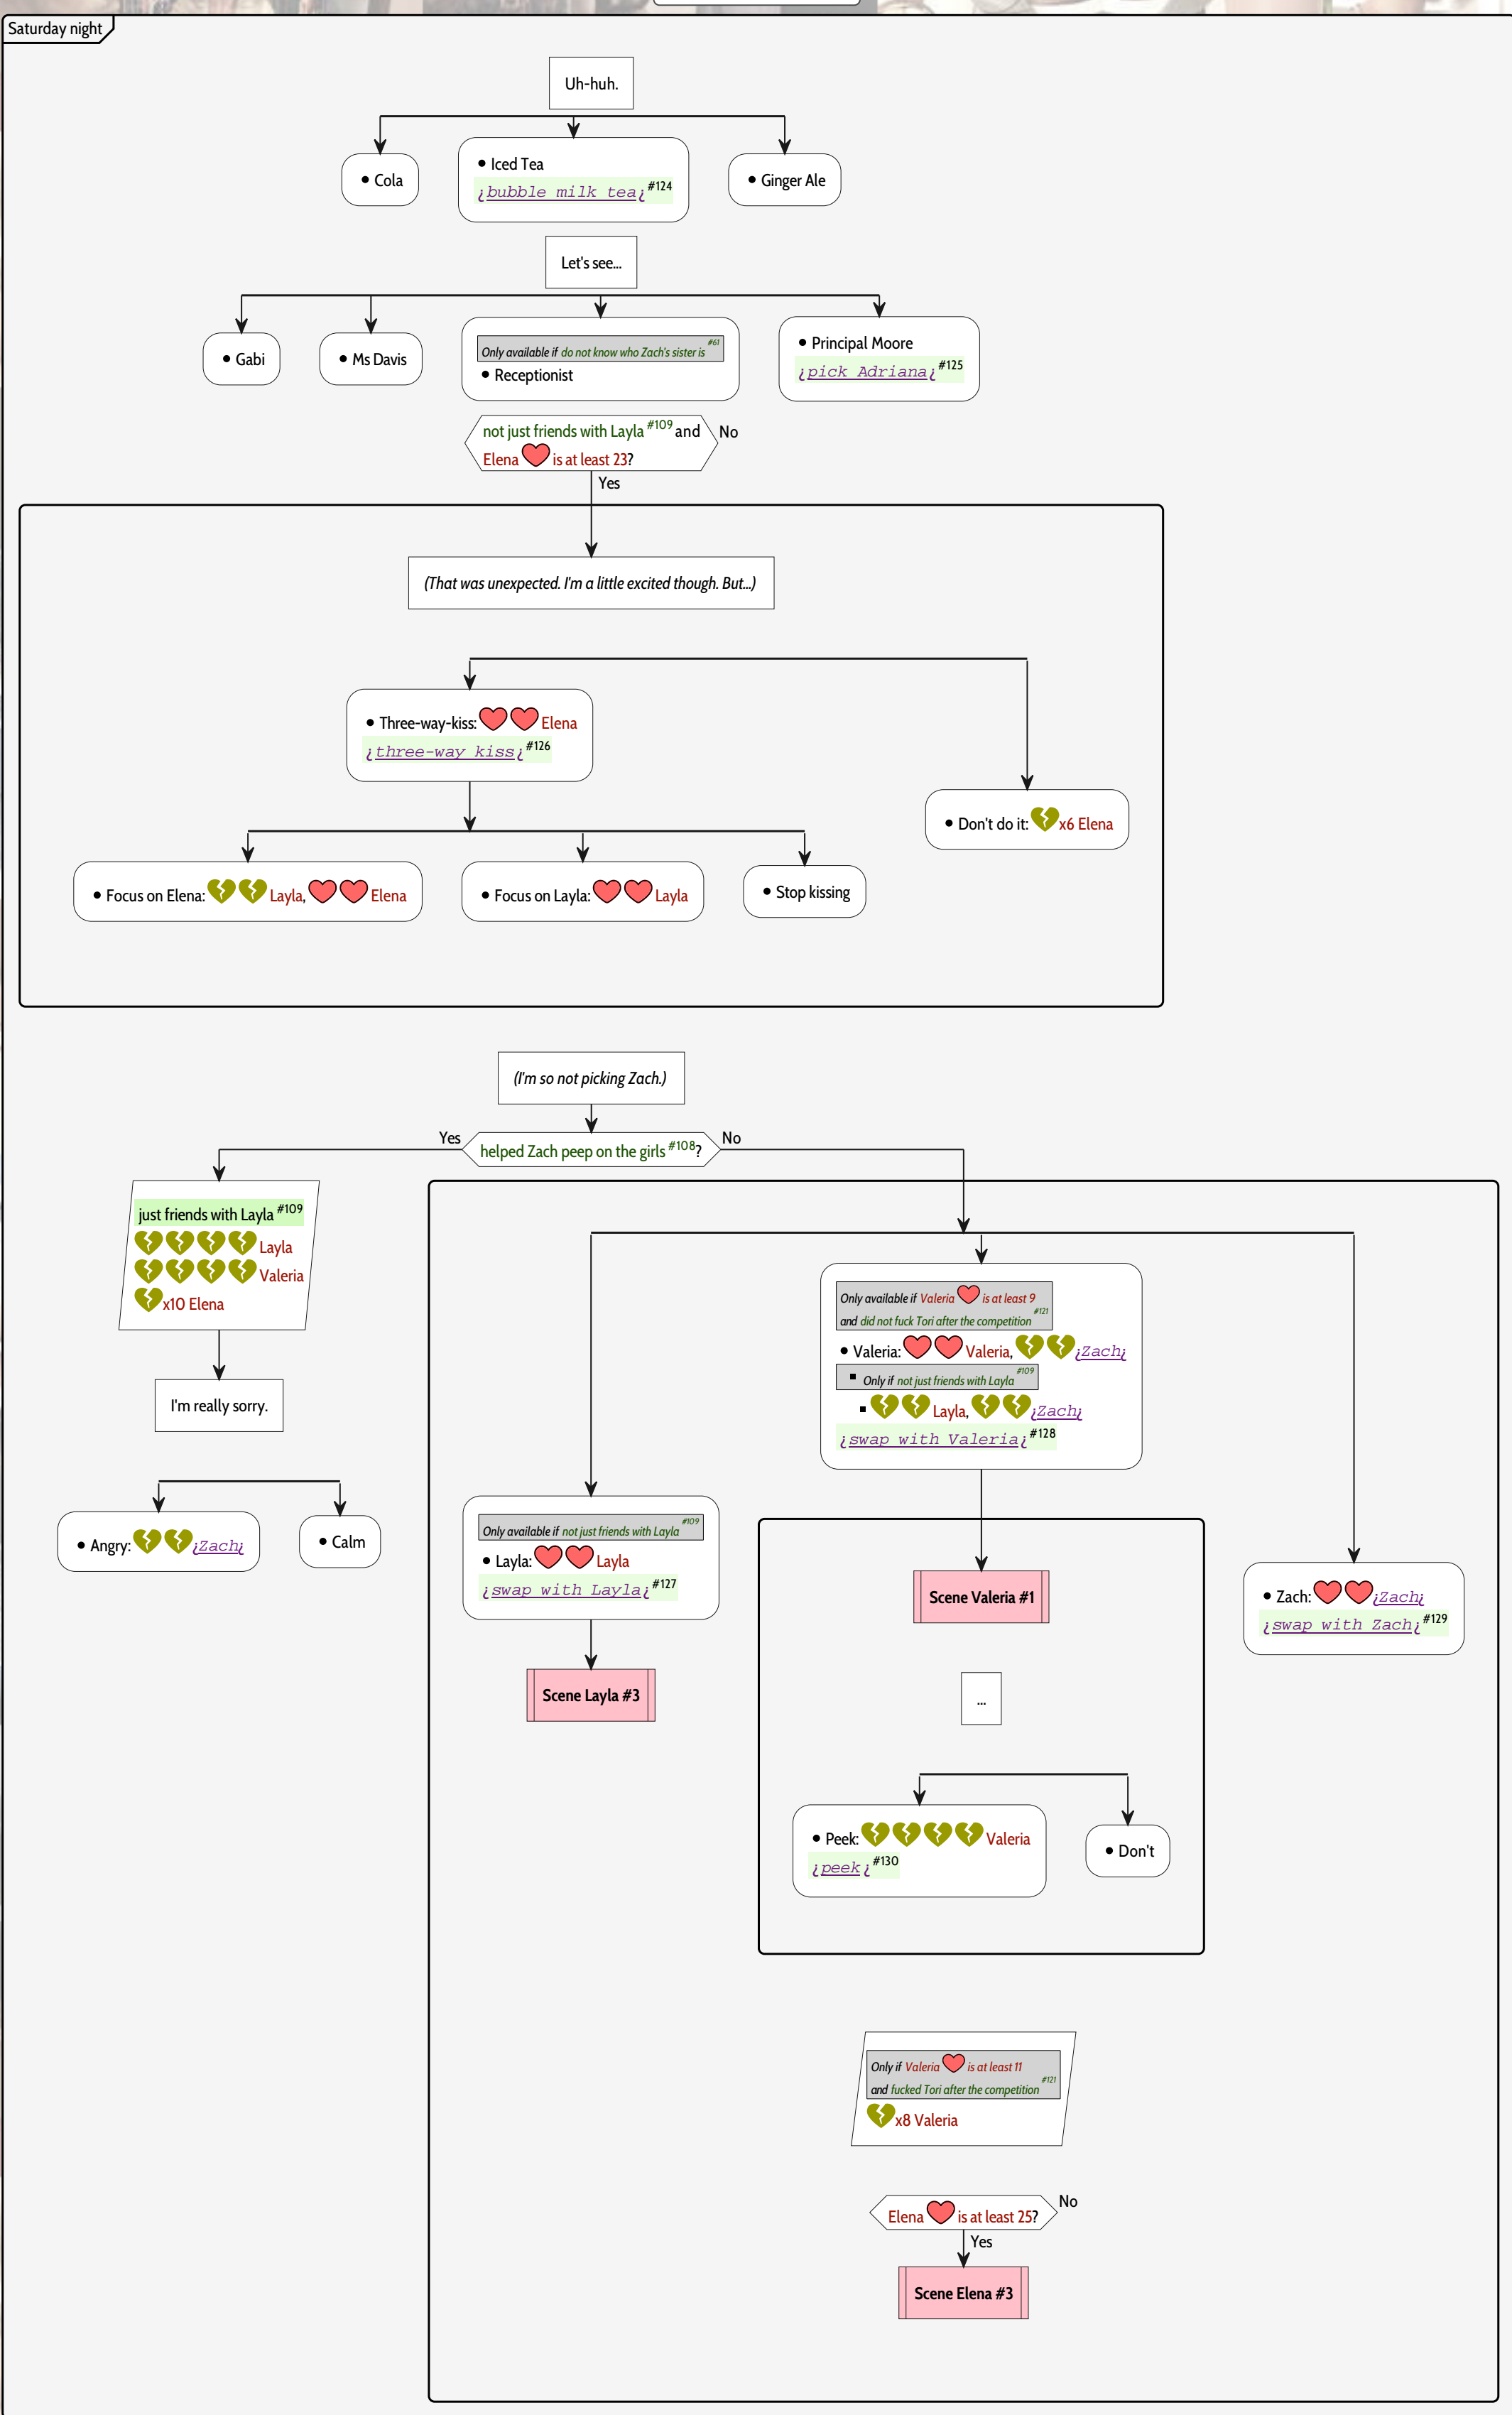 Saturday night
Uh-huh.
• Cola
• Iced Tea
¿bubble milk tea¿ #124
• Ginger Ale
Let's see...
• Gabi
• Ms Davis
Only available if do not know who Zach's sister is #61
• Receptionist
• Principal Moore
¿pick Adriana¿ #125
not just friends with Layla #109 and
Elena ❤ is at least 23?
No
Yes
(That was unexpected. I'm a little excited though. But...)
• Three-way-kiss: ❤❤ Elena
¿three-way kiss¿ #126
• Don't do it: 💔x6 Elena
• Focus on Elena: 💔💔 Layla, ❤❤ Elena
• Focus on Layla: ❤❤ Layla
• Stop kissing
(I'm so not picking Zach.)
Yes
helped Zach peep on the girls #108?
No
just friends with Layla #109
💔💔💔💔 Layla
💔💔💔💔 Valeria
💔x10 Elena
I'm really sorry.
• Angry: 💔💔¿Zach¿
• Calm
Only available if Valeria ❤ is at least 9
and did not fuck Tori after the competition #121
• Valeria: ❤❤ Valeria, 💔💔¿Zach¿
▪ Only if not just friends with Layla #109
▪ 💔💔 Layla, 💔💔¿Zach¿
¿swap with Valeria¿ #128
Only available if not just friends with Layla #109
• Layla: ❤❤ Layla
¿swap with Layla¿ #127
Scene Layla #3
Scene Valeria #1
...
• Peek: 💔💔💔💔 Valeria
¿peek¿ #130
• Don't
• Zach: ❤❤¿Zach¿
¿swap with Zach¿ #129
Only if Valeria ❤ is at least 11
and fucked Tori after the competition #121
💔x8 Valeria
Elena ❤ is at least 25?
No
Yes
Scene Elena #3